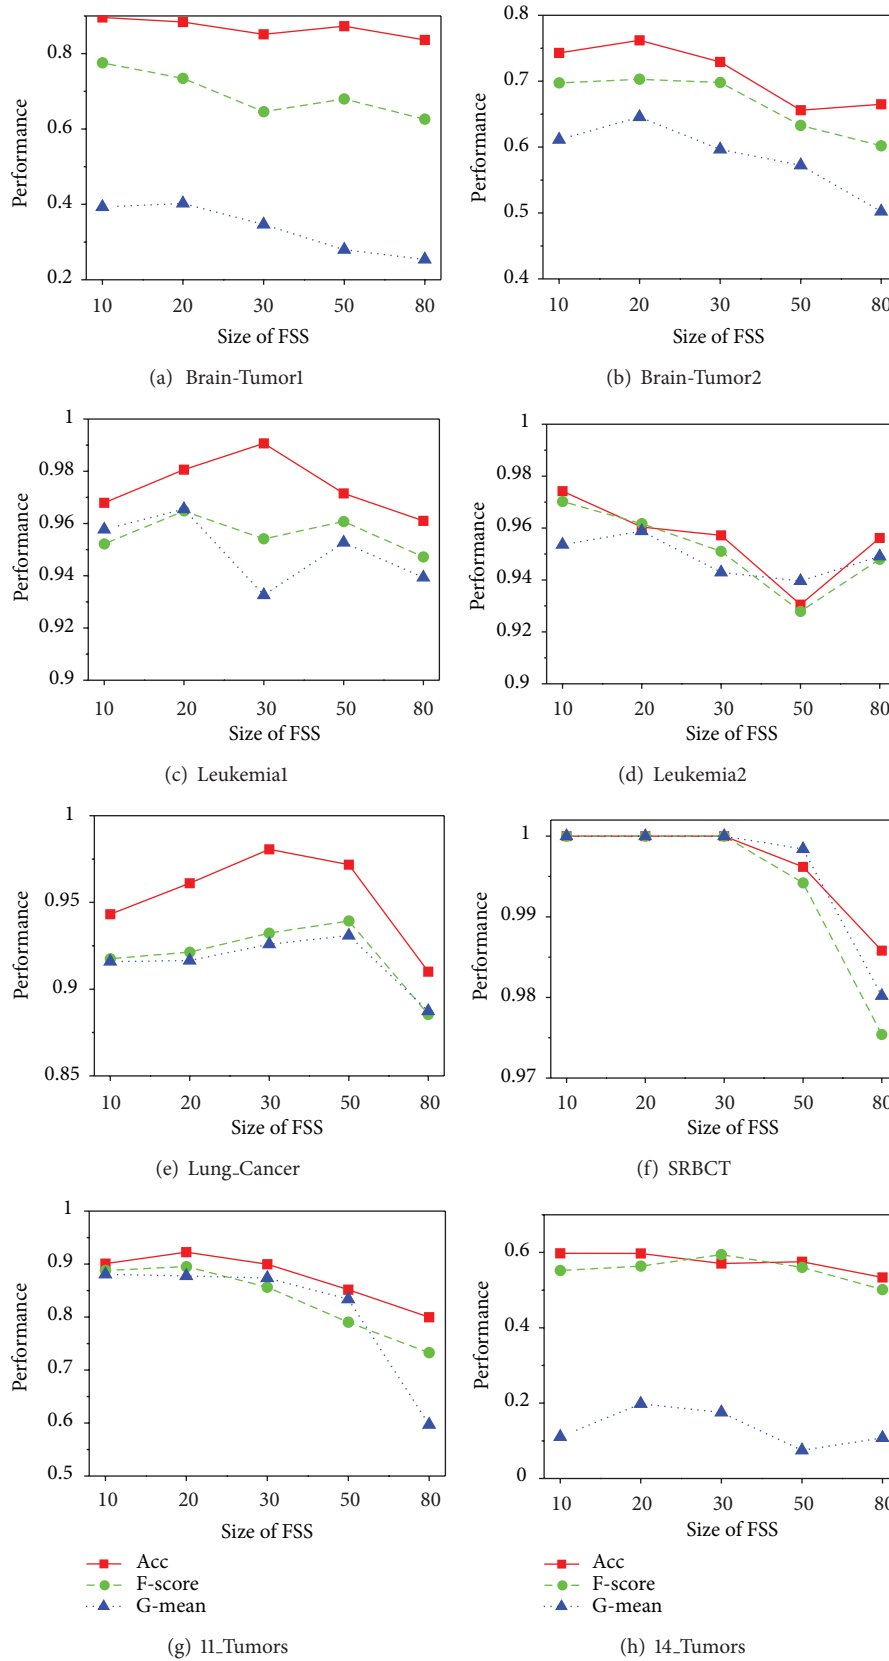 Performance
0.8
0.6
0.4
0.2
10 20 30 50 80
Size of FSS
(a) Brain-Tumor1
Performance
0.8
0.7
0.6
0.5
0.4
10 20 30 50 80
Size of FSS
(b) Brain-Tumor2
Performance
1
0.98
0.96
0.94
0.92
0.9
10 20 30 50 80
Size of FSS
(c) Leukemia1
Performance
1
0.98
0.96
0.94
0.92
0.9
10 20 30 50 80
Size of FSS
(d) Leukemia2
Performance
1
0.95
0.9
0.85
10 20 30 50 80
Size of FSS
(e) Lung_Cancer
Performance
1
0.99
0.98
0.97
10 20 30 50 80
Size of FSS
(f) SRBCT
Performance
1
0.9
0.8
0.7
0.6
0.5
10 20 30 50 80
Size of FSS
Acc
F-score
G-mean
(g) 11_Tumors
Performance
0.6
0.4
0.2
0
10 20 30 50 80
Size of FSS
Acc
F-score
G-mean
(h) 14_Tumors